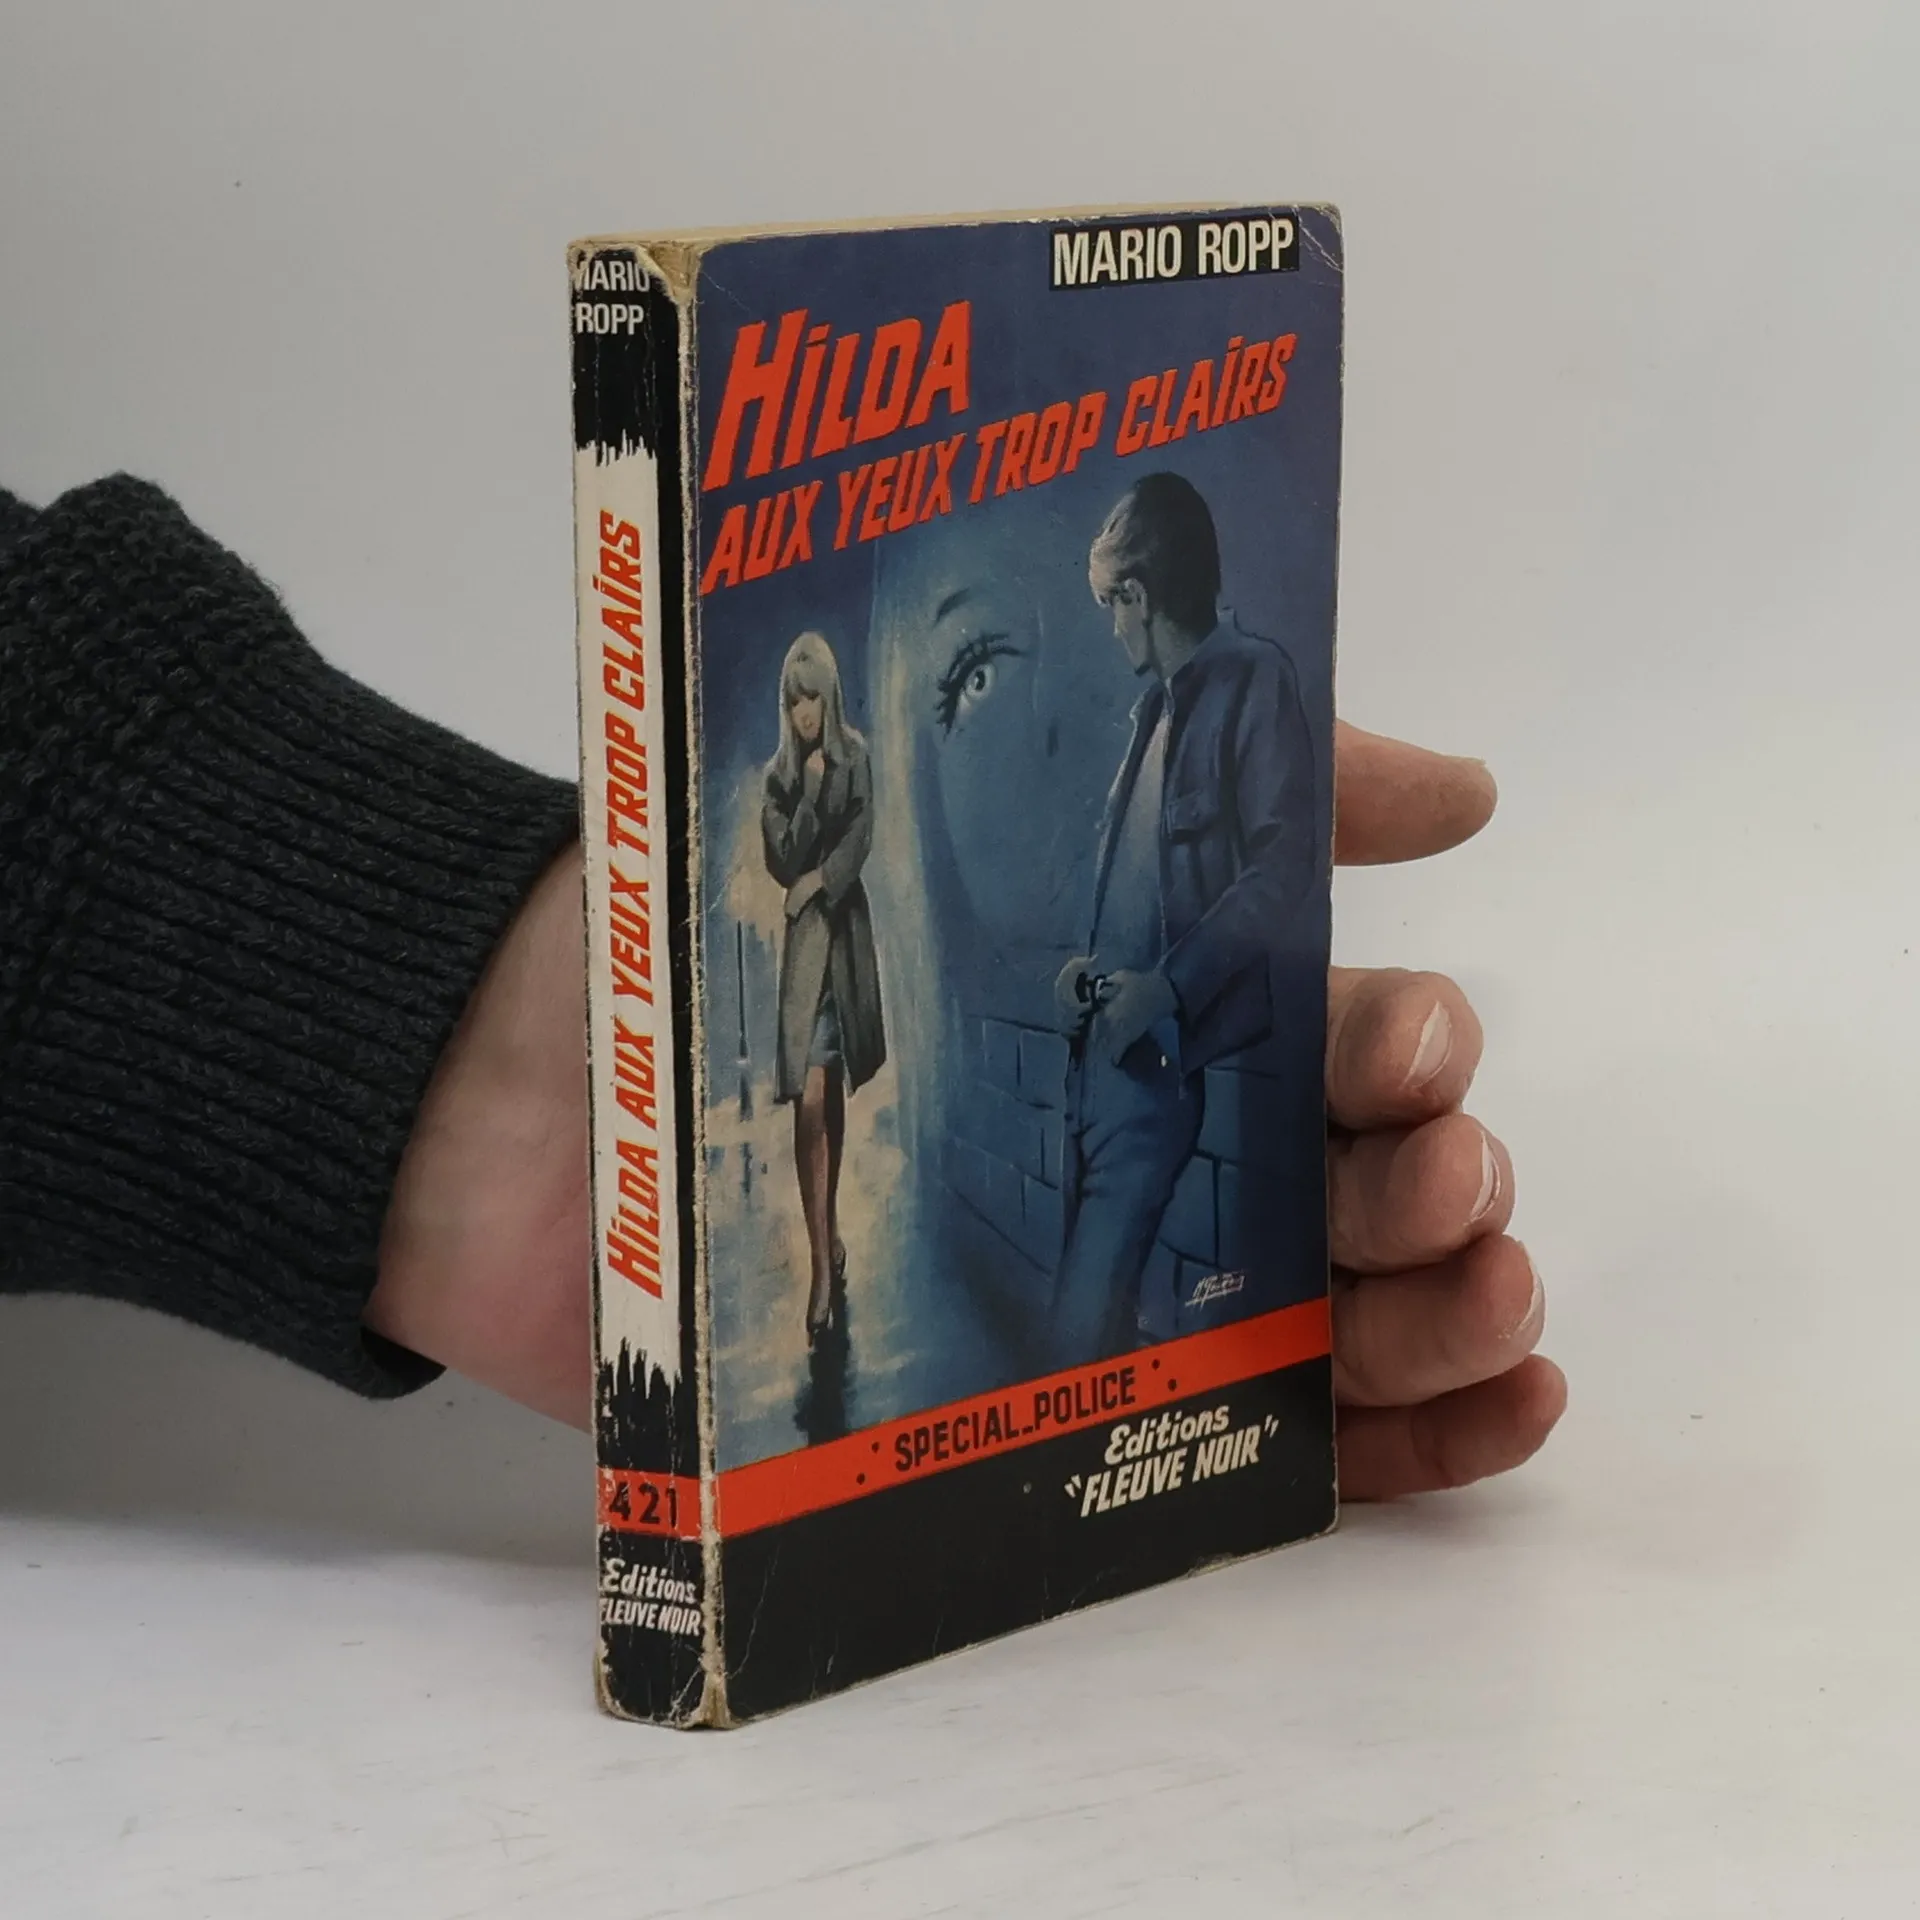 MARIO
ROPP
HILDA AUX YEUX TROP CLAIRS
421
Editions
FLEUVE NOIR
MARIO ROPP
HILDA
AUX YEUX TROP CLAIRS
SPECIAL_POLICE
Editions
"FLEUVE NOIR"